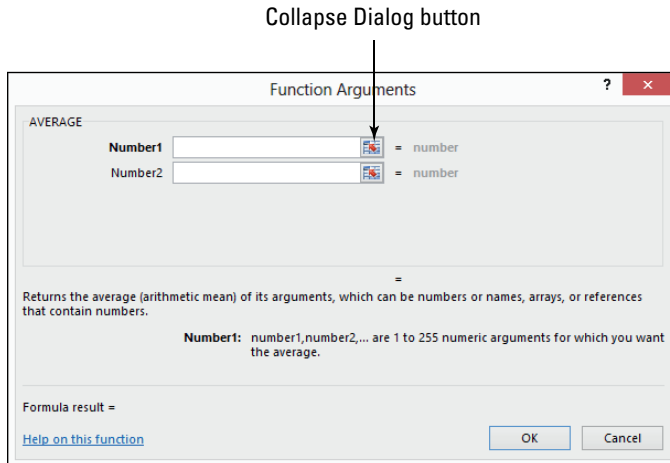 Collapse Dialog button
Function Arguments ? ×
AVERAGE
Number1 = number
Number2 = number
=
Returns the average (arithmetic mean) of its arguments, which can be numbers or names, arrays, or references
that contain numbers.
Number1: number1,number2,... are 1 to 255 numeric arguments for which you want
the average.
Formula result =
Help on this function OK Cancel